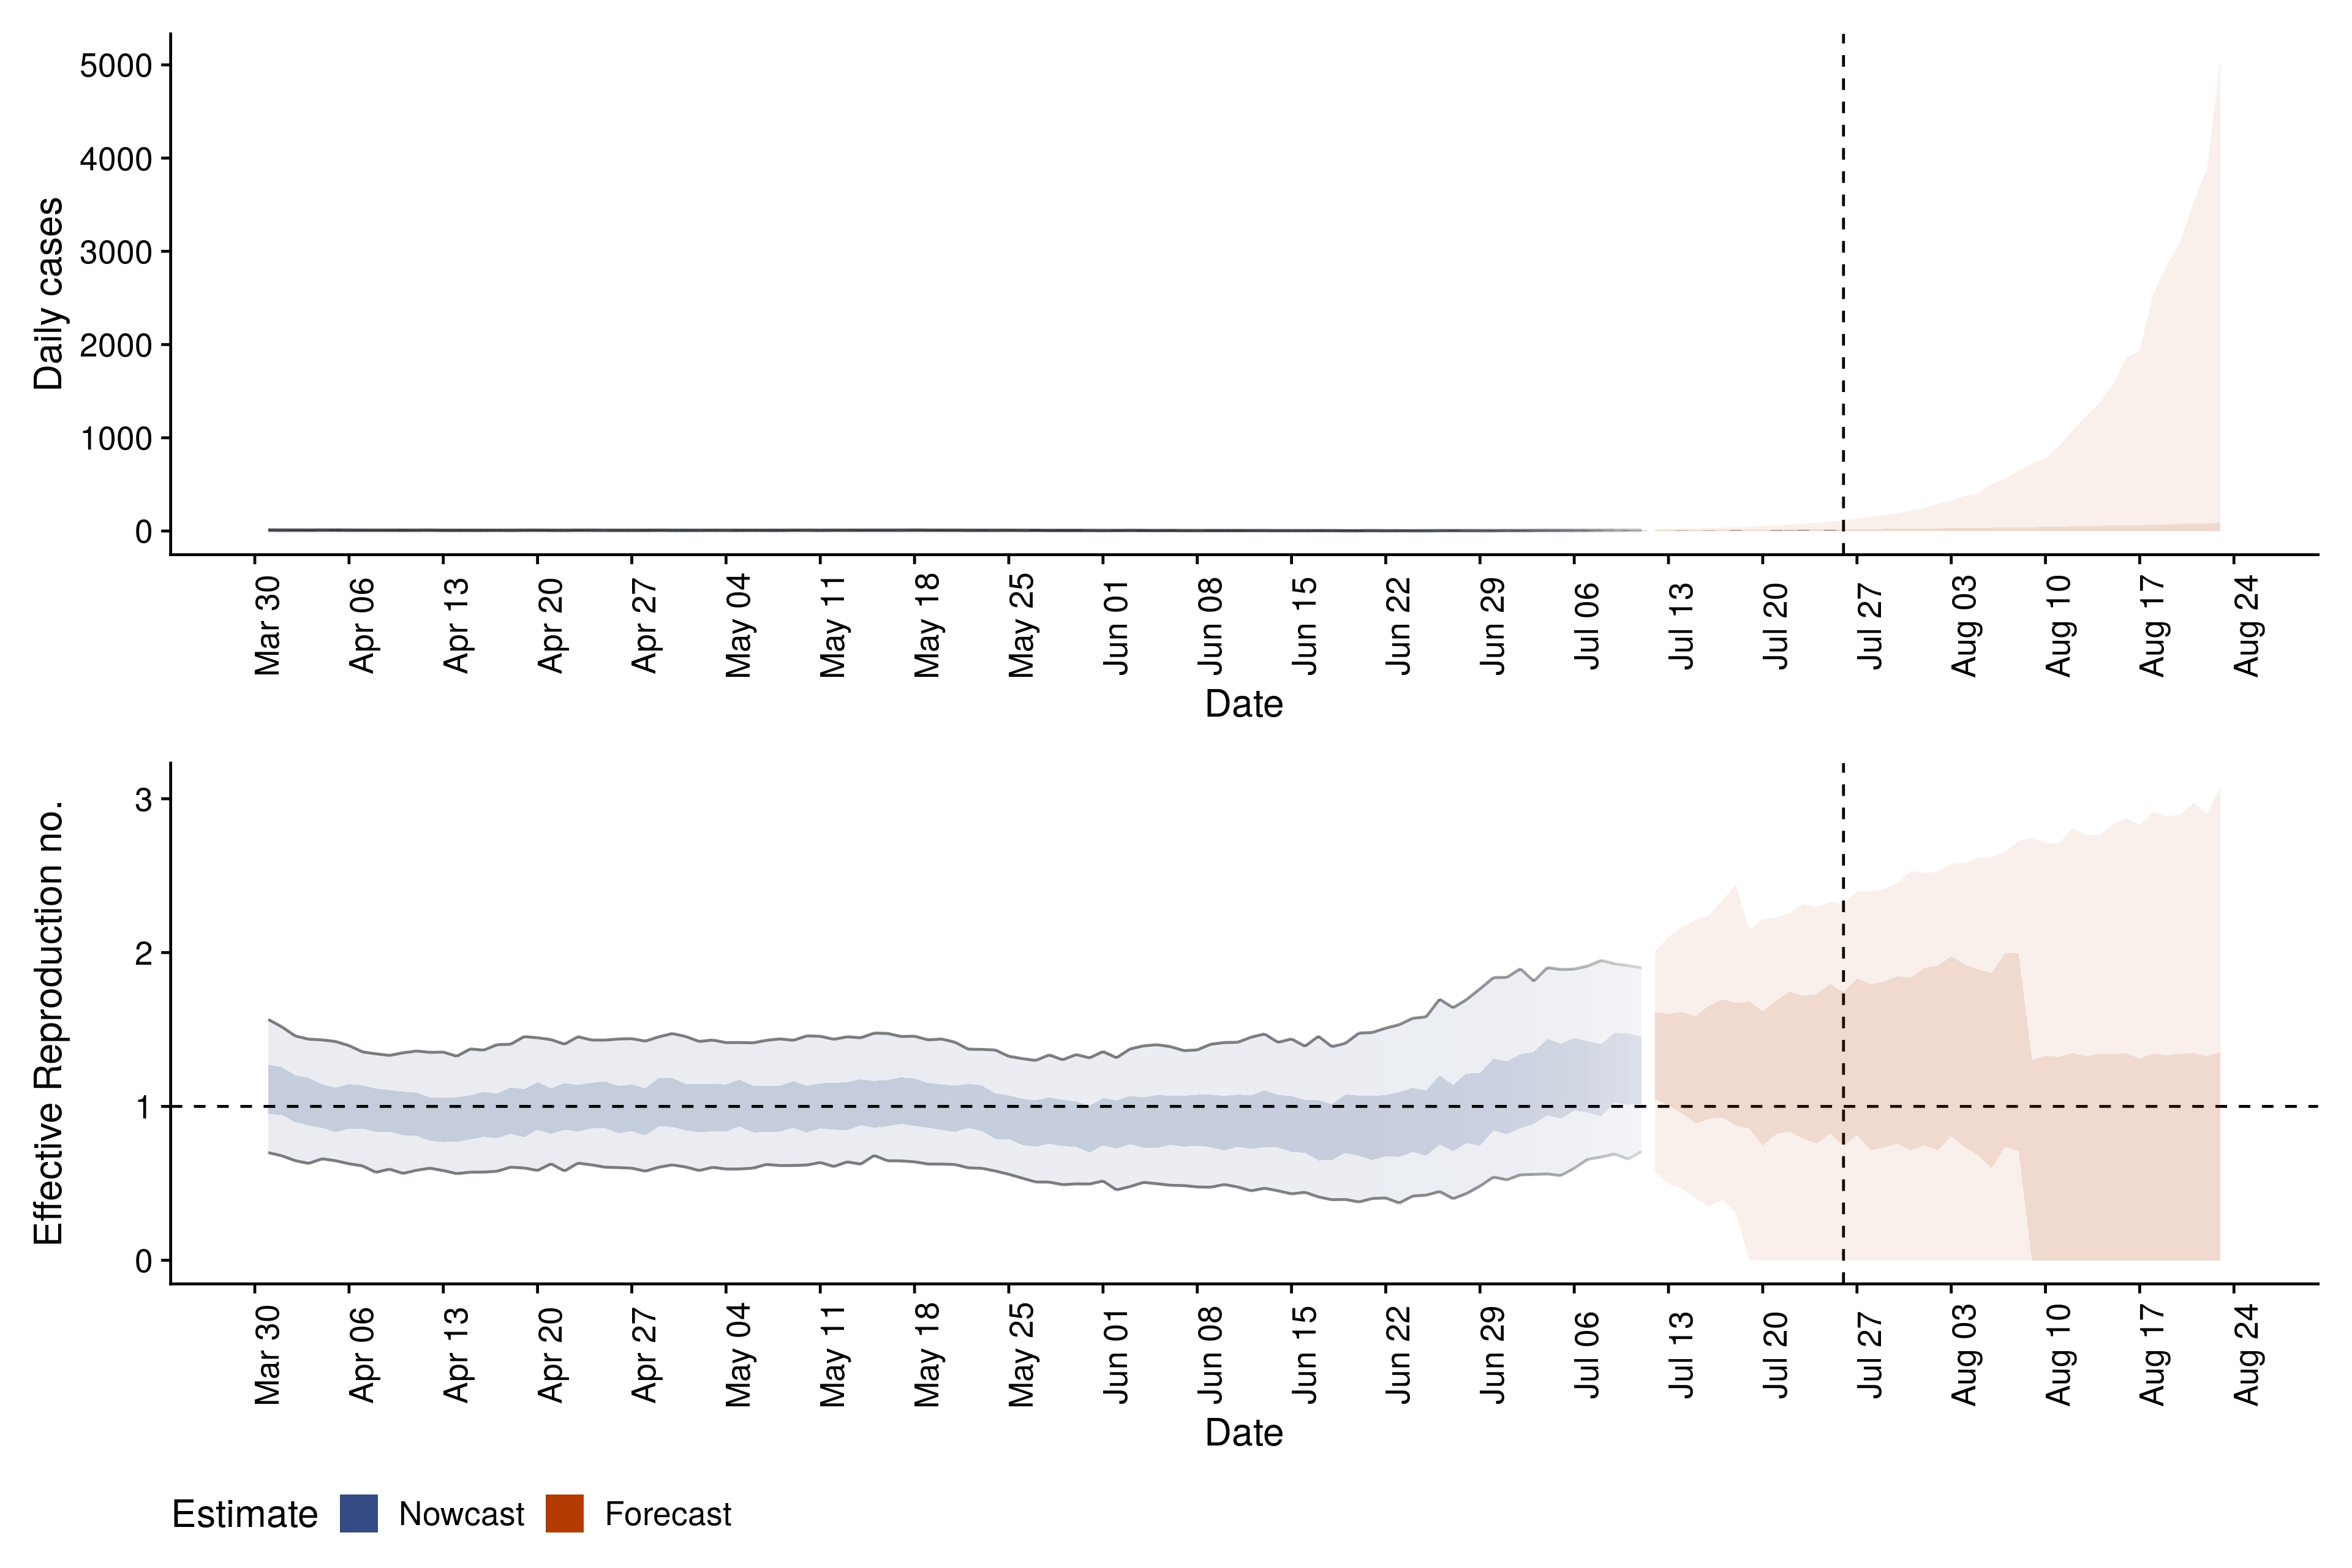 Daily cases
5000
4000
3000
2000
1000
0
Mar 30 Apr 06 Apr 13 Apr 20 Apr 27 May 04 May 11 May 18 May 25 Jun 01 Jun 08 Jun 15 Jun 22 Jun 29 Jul 06 Jul 13 Jul 20 Jul 27 Aug 03 Aug 10 Aug 17 Aug 24
Date
Effective Reproduction no.
3
2
1
0
Mar 30 Apr 06 Apr 13 Apr 20 Apr 27 May 04 May 11 May 18 May 25 Jun 01 Jun 08 Jun 15 Jun 22 Jun 29 Jul 06 Jul 13 Jul 20 Jul 27 Aug 03 Aug 10 Aug 17 Aug 24
Date
Estimate Nowcast Forecast